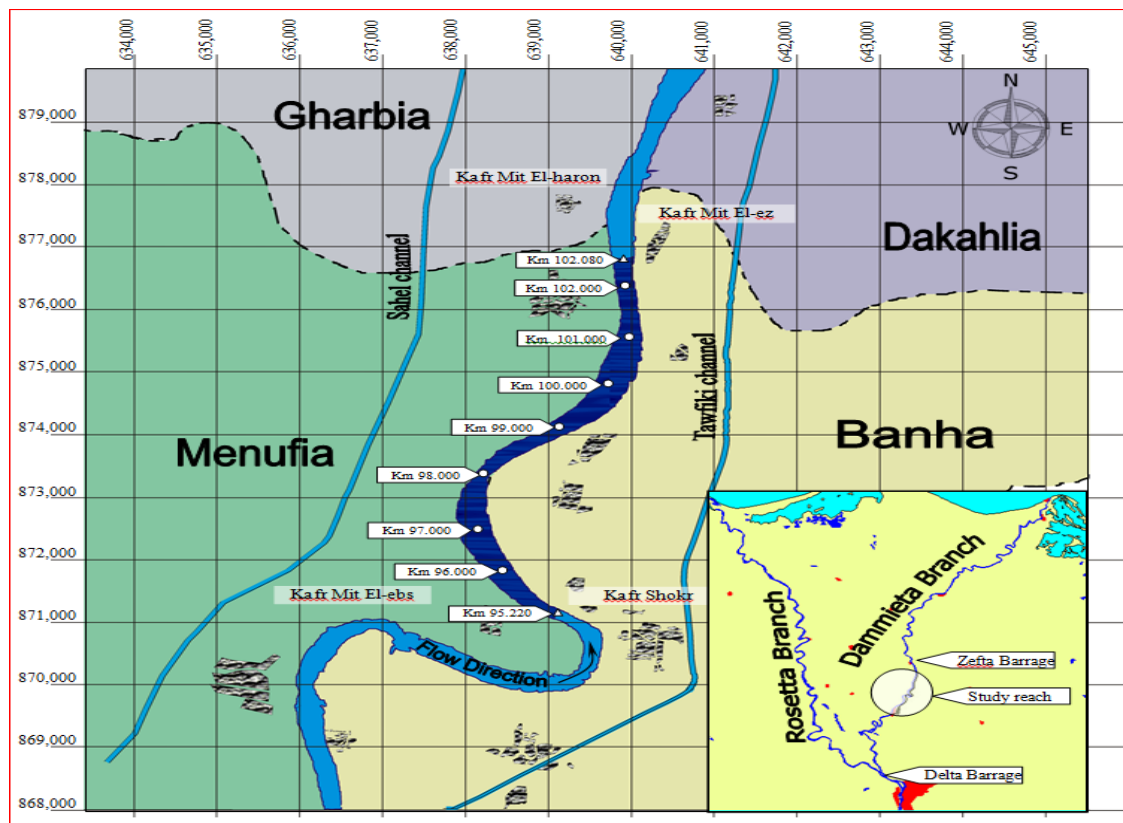 634,000
635,000
636,000
637,000
638,000
639,000
640,000
641,000
642,000
643,000
644,000
645,000
879,000
878,000
877,000
876,000
875,000
874,000
873,000
872,000
871,000
870,000
869,000
868,000
N
W E
S
Gharbia
Kafr Mit El-haron
Kafr Mit El-ez
Dakahlia
Sahel channel
Km 102.080
Km 102.000
Km 101.000
Km 100.000
Tawfiki channel
Km 99.000
Menufia
Banha
Km 98.000
Km 97.000
Km 96.000
Kafr Mit El-ebs
Kafr Shokr
Km 95.220
Flow Direction
Rosetta Branch
Dammieta Branch
Zefta Barrage
Study reach
Delta Barrage